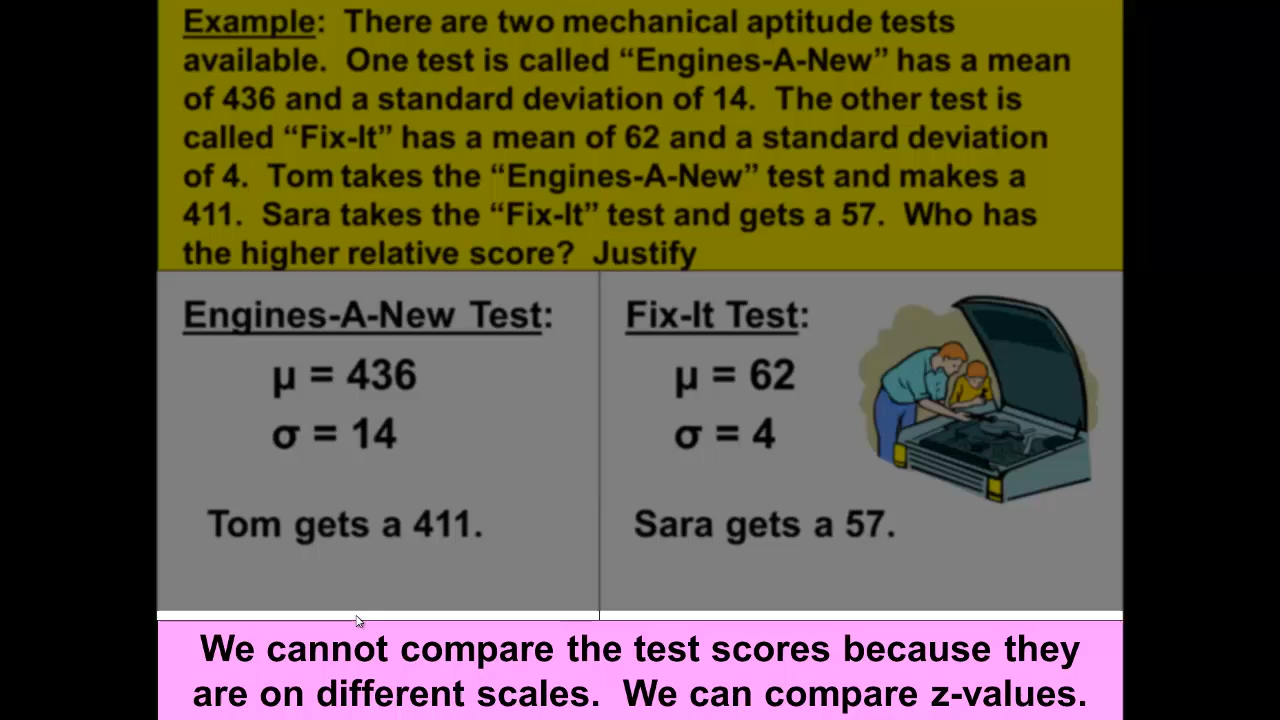 Example:  There are two mechanical aptitude tests
available.  One test is called “Engines-A-New” has a mean
of 436 and a standard deviation of 14.  The other test is
called “Fix-It” has a mean of 62 and a standard deviation
of 4.  Tom takes the “Engines-A-New” test and makes a
411.  Sara takes the “Fix-It” test and gets a 57.  Who has
the higher relative score?  Justify
Engines-A-New Test:
μ = 436
σ = 14
Tom gets a 411.
Fix-It Test:
μ = 62
σ = 4
Sara gets a 57.
We cannot compare the test scores because they
are on different scales.  We can compare z-values.